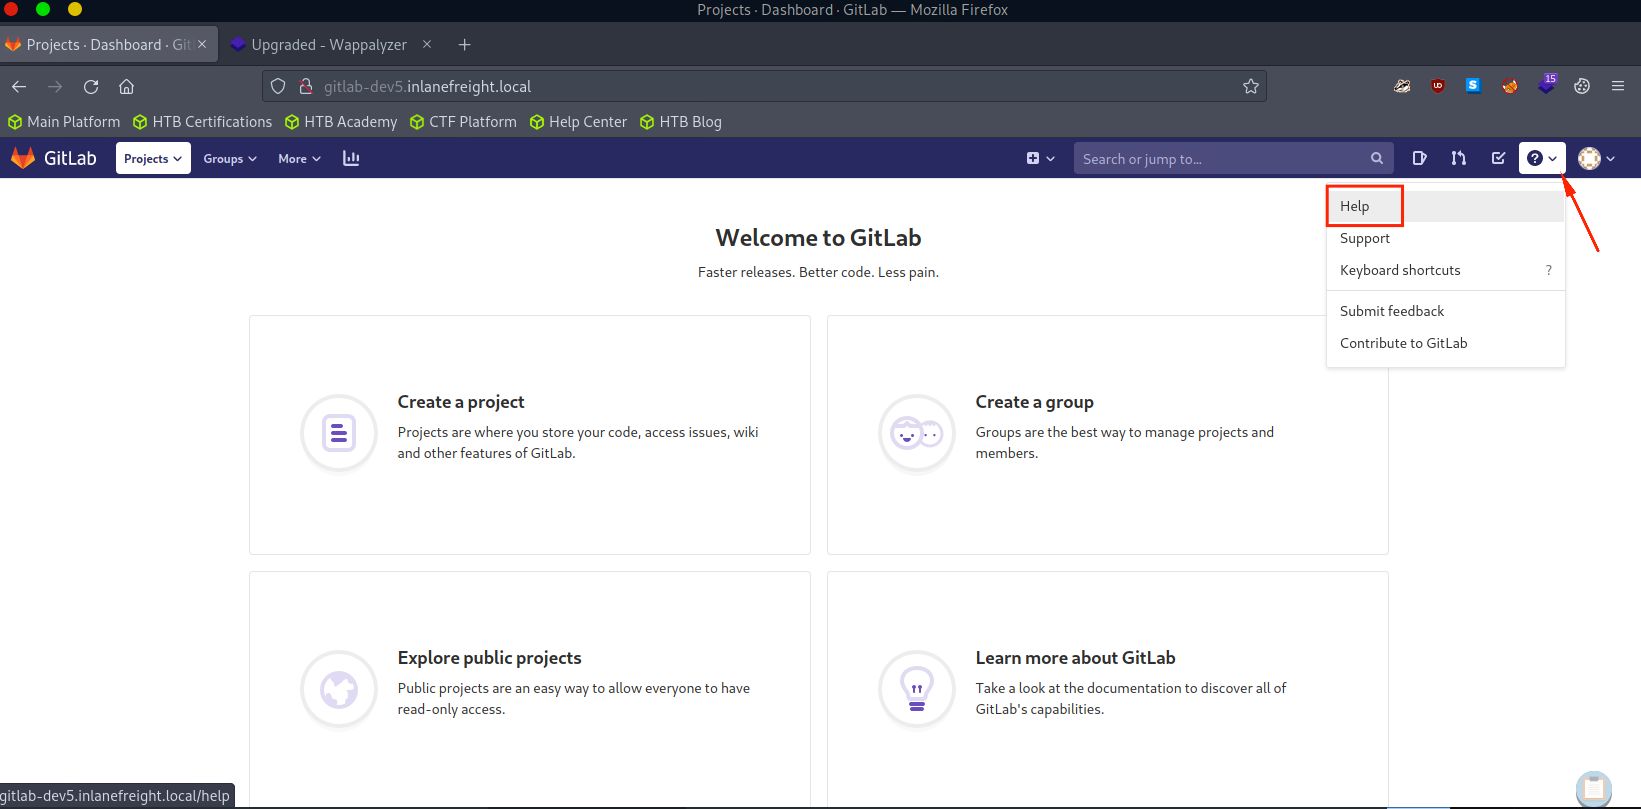 Projects · Dashboard · GitLab — Mozilla Firefox
Projects · Dashboard · Git
Upgraded - Wappalyzer
gitlab-dev5.inlanefreight.local
15
Main Platform HTB Certifications HTB Academy CTF Platform Help Center HTB Blog
GitLab Projects Groups More Search or jump to...
Help
Support
Keyboard shortcuts ?
Submit feedback
Contribute to GitLab
Welcome to GitLab
Faster releases. Better code. Less pain.
Create a project
Projects are where you store your code, access issues, wiki
and other features of GitLab.
Create a group
Groups are the best way to manage projects and
members.
Explore public projects
Public projects are an easy way to allow everyone to have
read-only access.
Learn more about GitLab
Take a look at the documentation to discover all of
GitLab's capabilities.
gitlab-dev5.inlanefreight.local/help